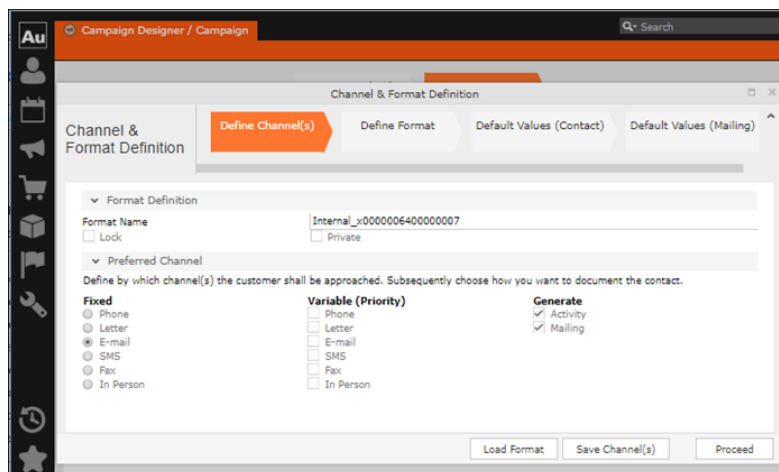 Au
Campaign Designer / Campaign
Search
Channel & Format Definition
Channel &
Format Definition
Define Channel(s)
Define Format
Default Values (Contact)
Default Values (Mailing)
Format Definition
Format Name
Internal_x0000006400000007
Lock
Private
Preferred Channel
Define by which channel(s) the customer shall be approached. Subsequently choose how you want to document the contact.
Fixed
Phone
Letter
E-mail
SMS
Fax
In Person
Variable (Priority)
Phone
Letter
E-mail
SMS
Fax
In Person
Generate
Activity
Mailing
Load Format
Save Channel(s)
Proceed